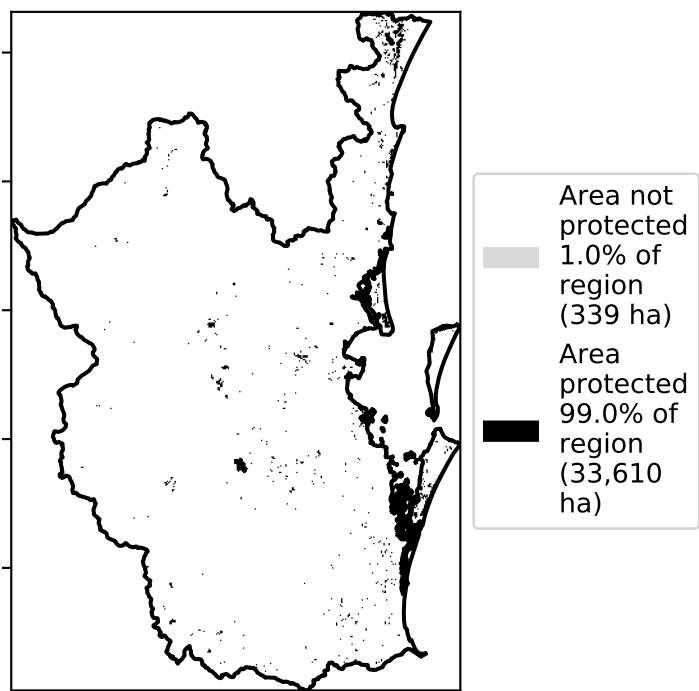 Area not
protected
1.0% of
region
(339 ha)
Area
protected
99.0% of
region
(33,610
ha)